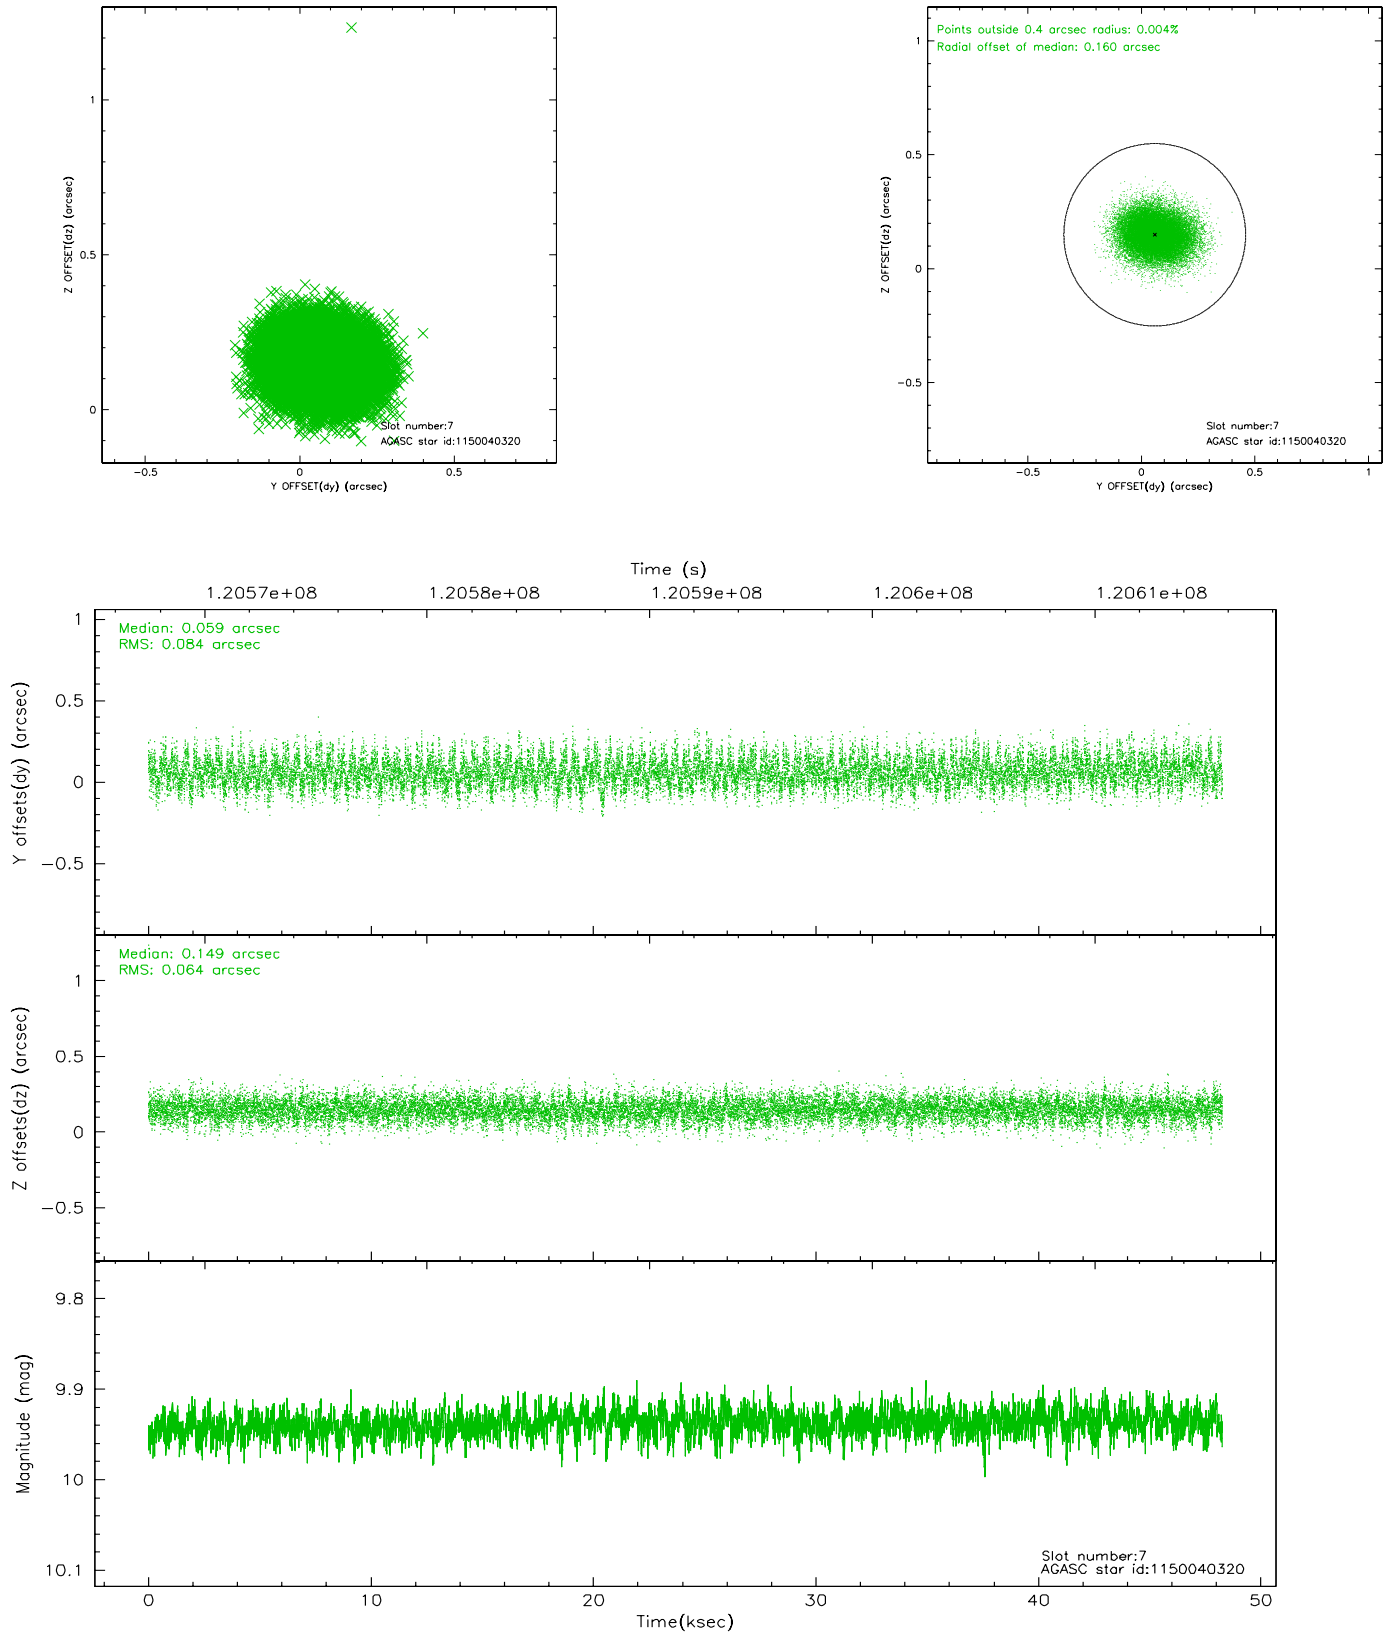 1
0.5
0
Z OFFSET(dz) (arcsec)
Slot number:7
AGASC star id:1150040320
-0.5 0 0.5
Y OFFSET(dy) (arcsec)
Points outside 0.4 arcsec radius: 0.004%
Radial offset of median: 0.160 arcsec
1
0.5
0
-0.5
Z OFFSET(dz) (arcsec)
Slot number:7
AGASC star id:1150040320
-0.5 0 0.5 1
Y OFFSET(dy) (arcsec)
Time (s)
1.2057e+08 1.2058e+08 1.2059e+08 1.206e+08 1.2061e+08
Median: 0.059 arcsec
RMS: 0.084 arcsec
1
0.5
0
-0.5
Y offsets(dy) (arcsec)
Median: 0.149 arcsec
RMS: 0.064 arcsec
1
0.5
0
-0.5
Z offsets(dz) (arcsec)
9.8
9.9
10
10.1
Magnitude (mag)
Slot number:7
AGASC star id:1150040320
0 10 20 30 40 50
Time(ksec)